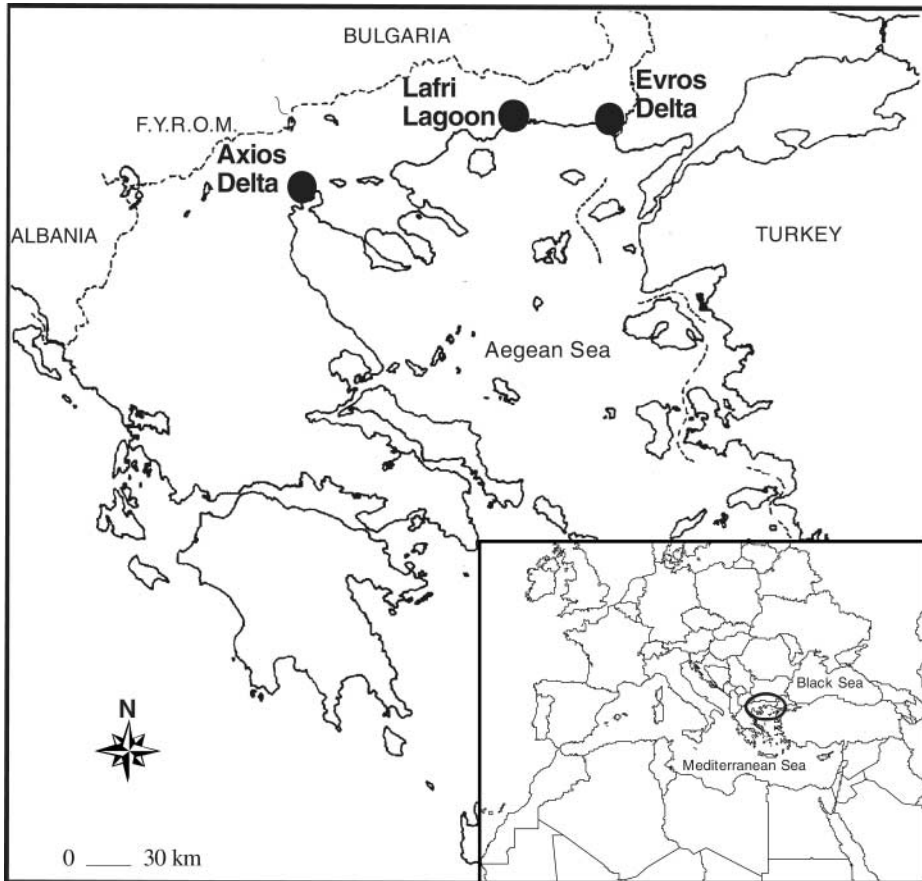 BULGARIA
Lafri
Lagoon
Evros
Delta
F.Y.R.O.M.
Axios
Delta
ALBANIA
TURKEY
Aegean Sea
Black Sea
Mediterranean Sea
N
0 30 km